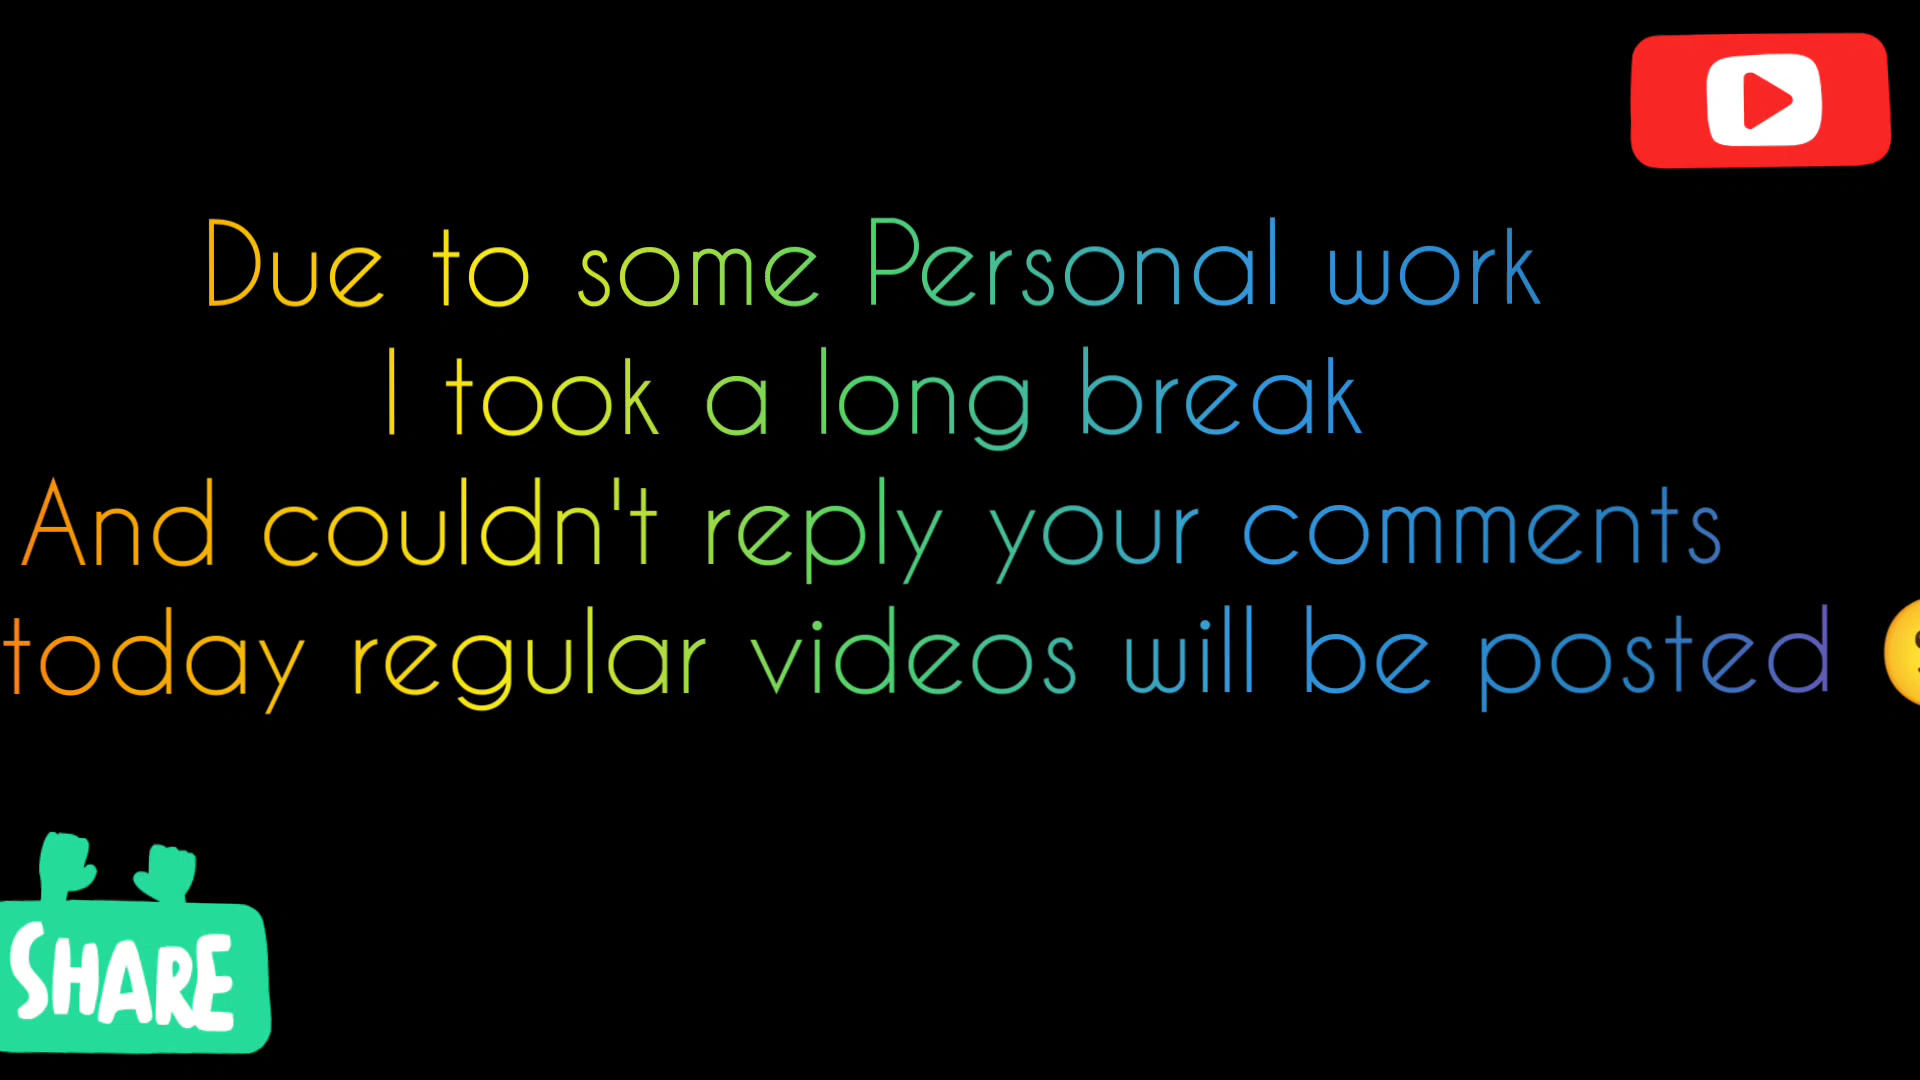 Due to some Personal work
I took a long break
And couldn't reply your comments
today regular videos will be posted
SHARE